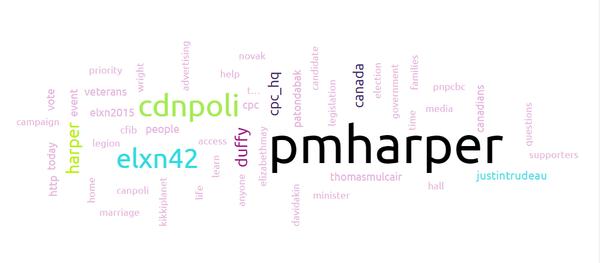 novak
priority
wright
advertising
help
candidate
canada
election
families
vote
event
veterans
t...
cpc_hq
patondabak
legislation
government
pnpcbc
elxn2015
cdnpoli
cpc
time
media
canadians
campaign
harper
cfib
people
questions
legion
access
duffy
elizabethmay
pmharper
today
elxn42
learn
supporters
http
home
canpoli
kikkiplanet
life
anyone
thomasmulcair
hall
justintrudeau
minister
marriage
davidakin